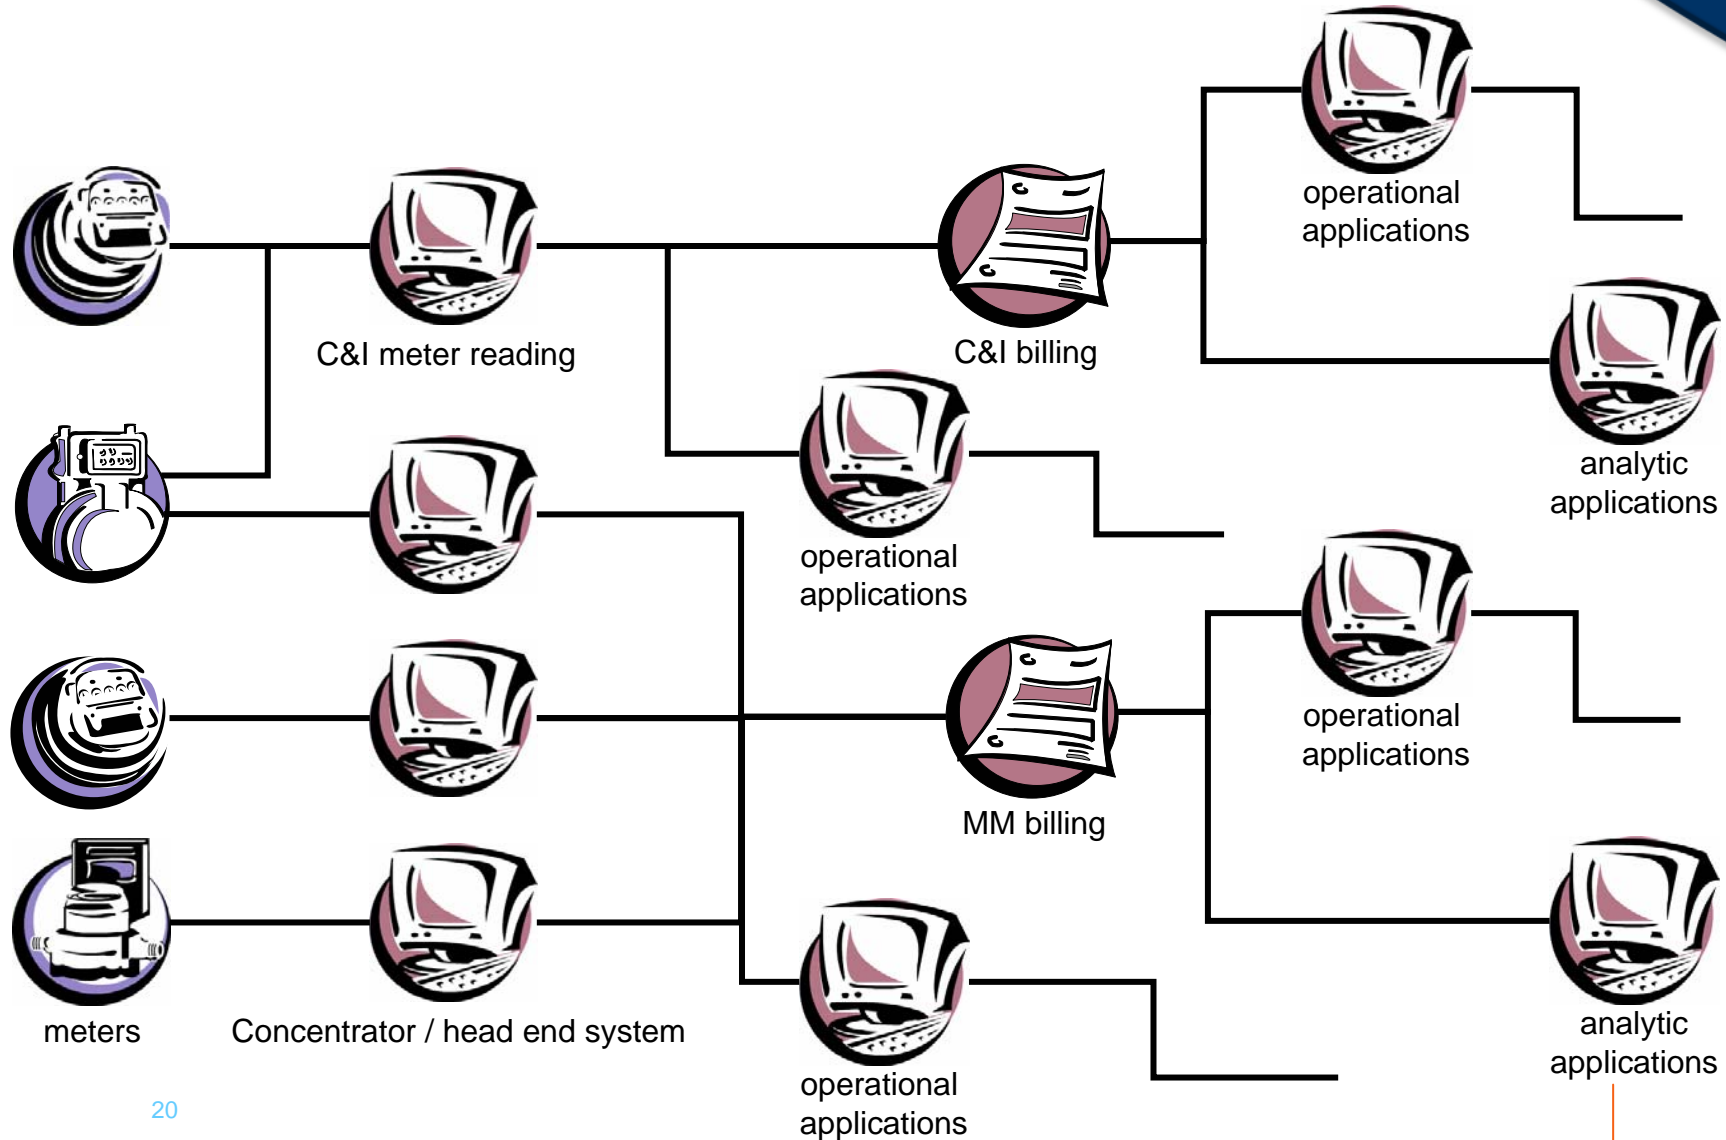 operational
applications
C&I meter reading
C&I billing
analytic
applications
operational
applications
operational
applications
MM billing
meters
Concentrator / head end system
analytic
applications
operational
applications
20